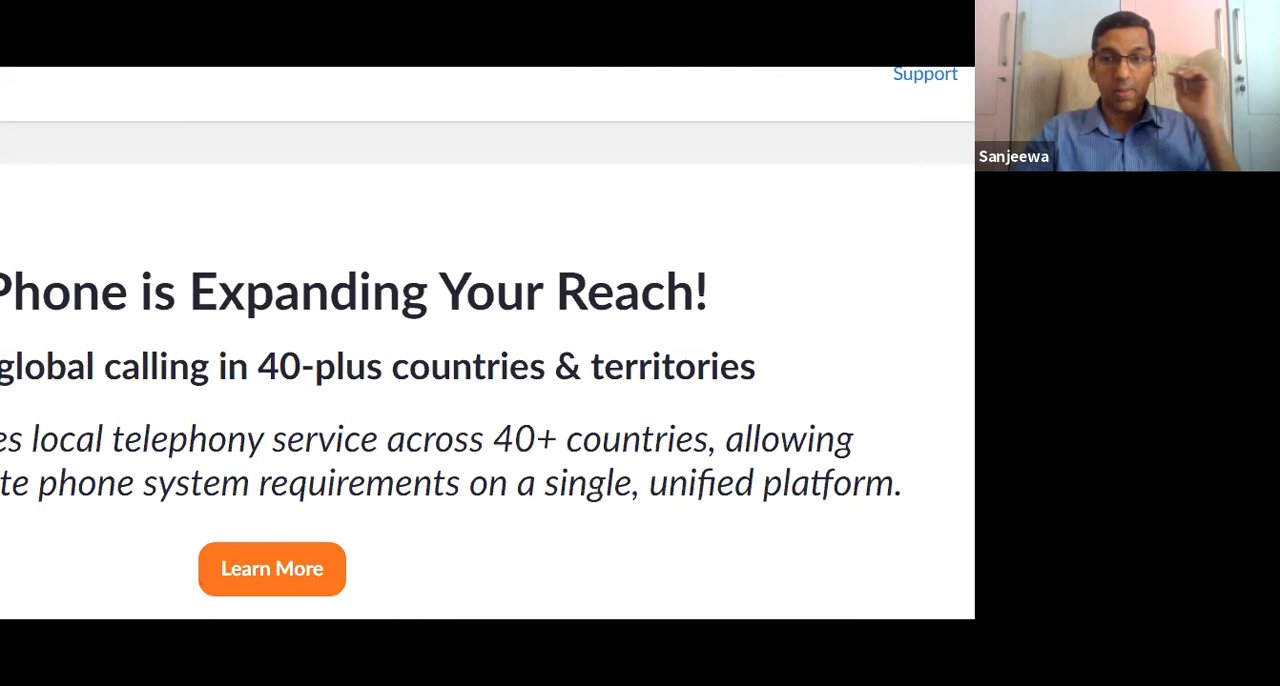 Support
Sanjeewa
Phone is Expanding Your Reach!
global calling in 40-plus countries & territories
es local telephony service across 40+ countries, allowing
te phone system requirements on a single, unified platform.
Learn More